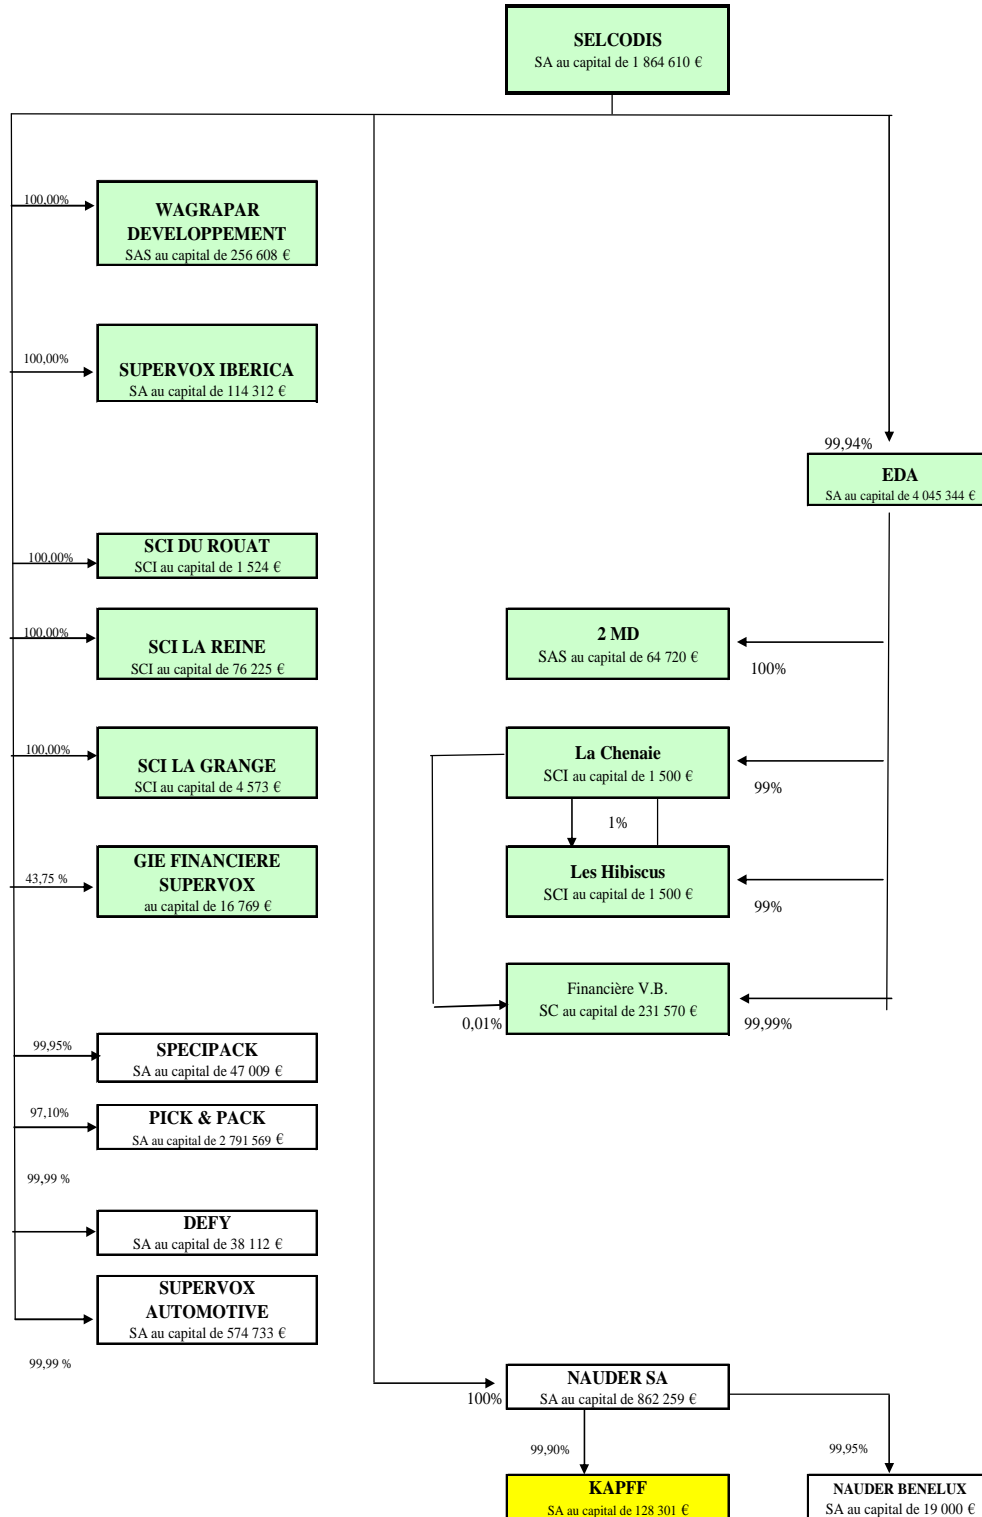 SELCODIS
SA au capital de 1 864 610 €
100,00%
WAGRAPAR
DEVELOPPEMENT
SAS au capital de 256 608 €
100,00%
SUPERVOX IBERICA
SA au capital de 114 312 €
99,94%
EDA
SA au capital de 4 045 344 €
100,00%
SCI DU ROUAT
SCI au capital de 1 524 €
100,00%
SCI LA REINE
SCI au capital de 76 225 €
2 MD
SAS au capital de 64 720 €
100%
100,00%
SCI LA GRANGE
SCI au capital de 4 573 €
La Chenaie
SCI au capital de 1 500 €
99%
1%
43,75 %
GIE FINANCIERE
SUPERVOX
au capital de 16 769 €
Les Hibiscus
SCI au capital de 1 500 €
99%
Financière V.B.
SC au capital de 231 570 €
0,01%
99,99%
99,95%
SPECIPACK
SA au capital de 47 009 €
97,10%
PICK & PACK
SA au capital de 2 791 569 €
99,99 %
DEFY
SA au capital de 38 112 €
SUPERVOX
AUTOMOTIVE
SA au capital de 574 733 €
99,99 %
100%
NAUDER SA
SA au capital de 862 259 €
99,90%
99,95%
KAPFF
SA au capital de 128 301 €
NAUDER BENELUX
SA au capital de 19 000 €